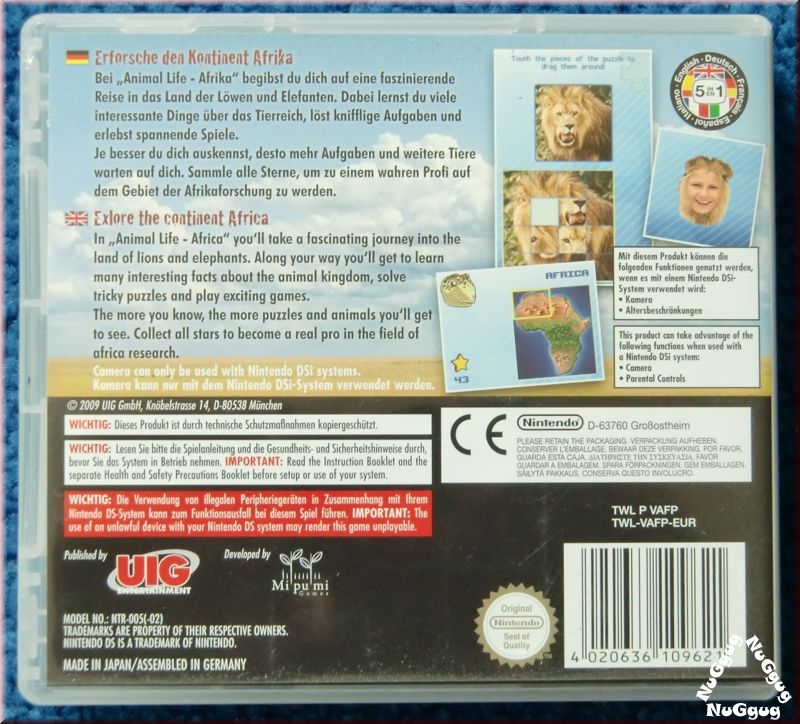 Erforsche den Kontinent Afrika
Bei „Animal Life - Afrika“ begibst du dich auf eine faszinierende
Reise in das Land der Löwen und Elefanten. Dabei lernst du viele
interessante Dinge über das Tierreich, löst knifflige Aufgaben und
erlebst spannende Spiele.
Je besser du dich auskennst, desto mehr Aufgaben und weitere Tiere
warten auf dich. Sammle alle Sterne, um zu einem wahren Profi auf
dem Gebiet der Afrikaforschung zu werden.
Exlore the continent Africa
In „Animal Life - Africa“ you'll take a fascinating journey into the
land of lions and elephants. Along your way you'll get to learn
many interesting facts about the animal kingdom, solve
tricky puzzles and play exciting games.
The more you know, the more puzzles and animals you'll get
to see. Collect all stars to become a real pro in the field of
africa research.
Camera can only be used with Nintendo DSi systems.
Kamera kann nur mit dem Nintendo DSi-System verwendet werden.
Touch the pieces of the puzzle to
drag them around!
English · Deutsch · Français · Español · Italiano
5 IN EN 1
AFRICA
43
Mit diesem Produkt können die
folgenden Funktionen genutzt werden,
wenn es mit einem Nintendo DSi-
System verwendet wird:
• Kamera
• Altersbeschränkungen
This product can take advantage of the
following functions when used with
a Nintendo DSi system:
• Camera
• Parental Controls
© 2009 UIG GmbH, Knöbelstrasse 14, D-80538 München
WICHTIG: Dieses Produkt ist durch technische Schutzmaßnahmen kopiergeschützt.
WICHTIG: Lesen Sie bitte die Spielanleitung und die Gesundheits- und Sicherheitshinweise durch,
bevor Sie das System in Betrieb nehmen. IMPORTANT: Read the Instruction Booklet and the
separate Health and Safety Precautions Booklet before setup or use of your system.
WICHTIG: Die Verwendung von illegalen Peripheriegeräten in Zusammenhang mit Ihrem
Nintendo DS-System kann zum Funktionsausfall bei diesem Spiel führen. IMPORTANT: The
use of an unlawful device with your Nintendo DS system may render this game unplayable.
CE
Nintendo D-63760 Großostheim
PLEASE RETAIN THE PACKAGING. VERPACKUNG AUFHEBEN.
CONSERVER L'EMBALLAGE. BEWAAR DEZE VERPAKKING. POR FAVOR,
GUARDA ESTA CAJA. ΔΙΑΤΗΡΗΣΤΕ ΤΗΝ ΣΥΣΚΕΥΑΣΙΑ. FAVOR
GUARDAR A EMBALAGEM. SPARA FÖRPACKNINGEN. GEM EMBALLAGEN.
SÄILYTÄ PAKKAUS. CONSERVA QUESTO INVOLUCRO.
TWL P VAFP
TWL-VAFP-EUR
Published by
UIG
ENTERTAINMENT
Developed by
Mi'pu'mi
Games
MODEL NO.: NTR-005(-02)
TRADEMARKS ARE PROPERTY OF THEIR RESPECTIVE OWNERS.
NINTENDO DS IS A TRADEMARK OF NINTENDO.
MADE IN JAPAN/ASSEMBLED IN GERMANY
Original
Nintendo
Seal of
Quality
TM
4 020636 109621
NuGgug
NuGgug
NuGgug